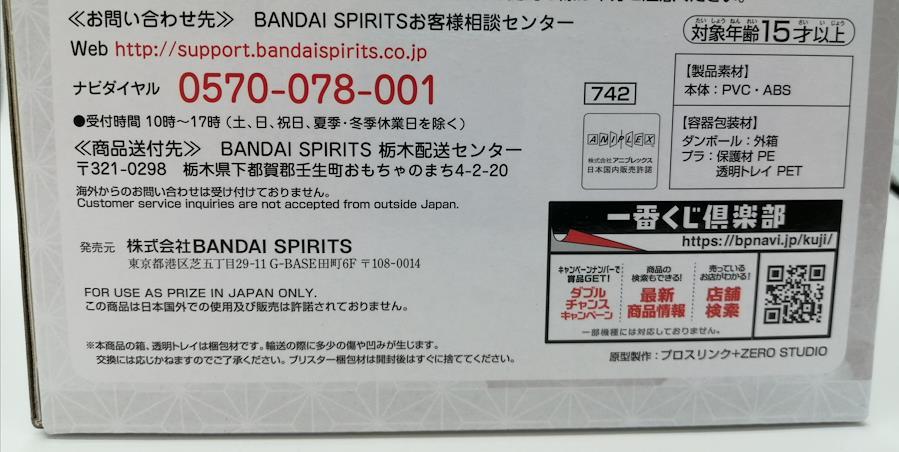 ≪お問い合わせ先≫ BANDAI SPIRITSお客様相談センター
Web http://support.bandaispirits.co.jp
ナビダイヤル 0570-078-001
●受付時間 10時～17時 (土、日、祝日、夏季・冬季休業日を除く)
≪商品送付先≫ BANDAI SPIRITS 栃木配送センター
〒321-0298 栃木県下都賀郡壬生町おもちゃのまち4-2-20
海外からのお問い合わせは受け付けておりません。
Customer service inquiries are not accepted from outside Japan.
発売元 株式会社BANDAI SPIRITS
東京都港区芝五丁目29-11 G-BASE田町6F 〒108-0014
FOR USE AS PRIZE IN JAPAN ONLY.
この商品は日本国外での使用及び販売は許諾されておりません。
※本商品の箱、透明トレイは梱包材です。輸送の際に多少の傷や凹みが生じます。
交換には応じかねますのでご了承ください。ブリスター梱包材は開封後はすぐに捨ててください。
たいしょうねんれい さいいじょう
対象年齢15才以上
【製品素材】
本体：PVC・ABS
【容器包装材】
ダンボール：外箱
プラ：保護材 PE
透明トレイ PET
742
ANIPLEX
株式会社アニプレックス
日本国内販売許諾
一番くじ倶楽部
https://bpnavi.jp/kuji/
キャンペーンナンバーで
賞品GET!
ダブル
チャンス
キャンペーン
商品の
検索もできる!
最新
商品情報
売っている
お店がわかる!
店舗
検索
一部機種には対応しておりません。
原型製作：プロスリンク+ZERO STUDIO